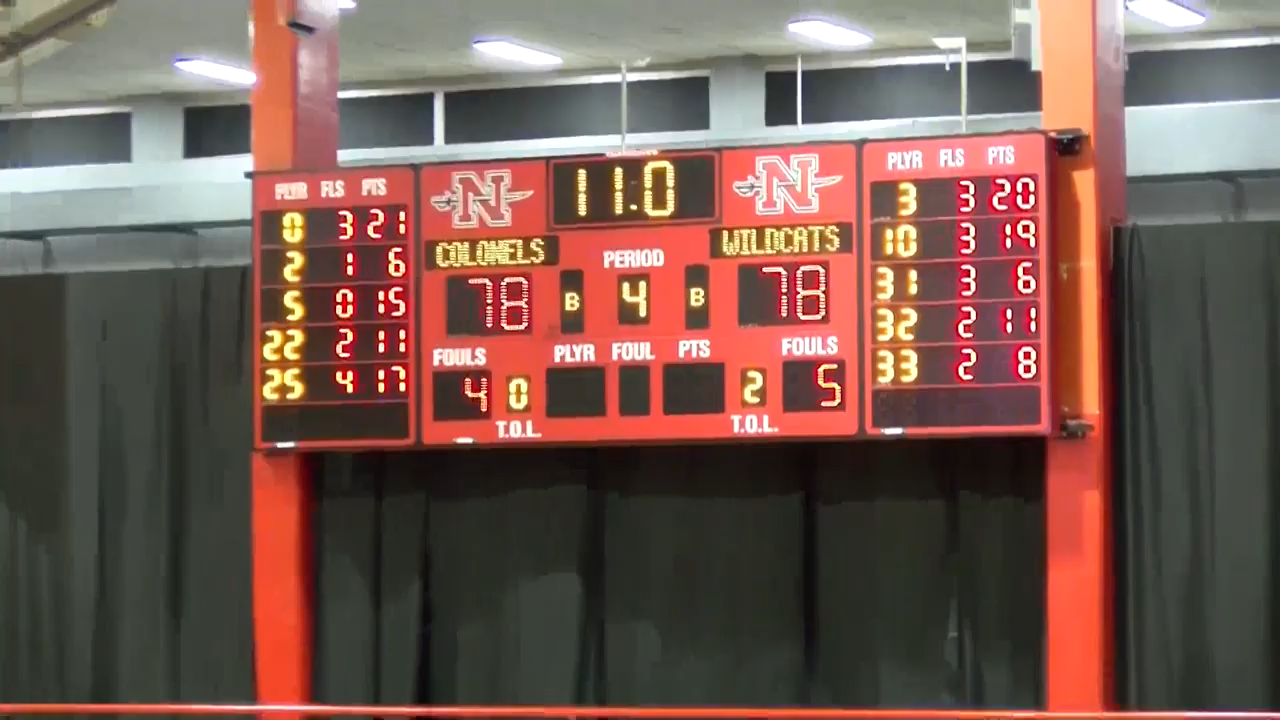 PLYR FLS PTS
0 3 21
2 1 6
5 0 15
22 2 11
25 4 17
N
11.0
N
COLONELS
WILDCATS
PERIOD
78 B 4 B 78
FOULS PLYR FOUL PTS FOULS
4 0 2 5
T.O.L. T.O.L.
PLYR FLS PTS
3 3 20
10 3 19
31 3 6
32 2 11
33 2 8